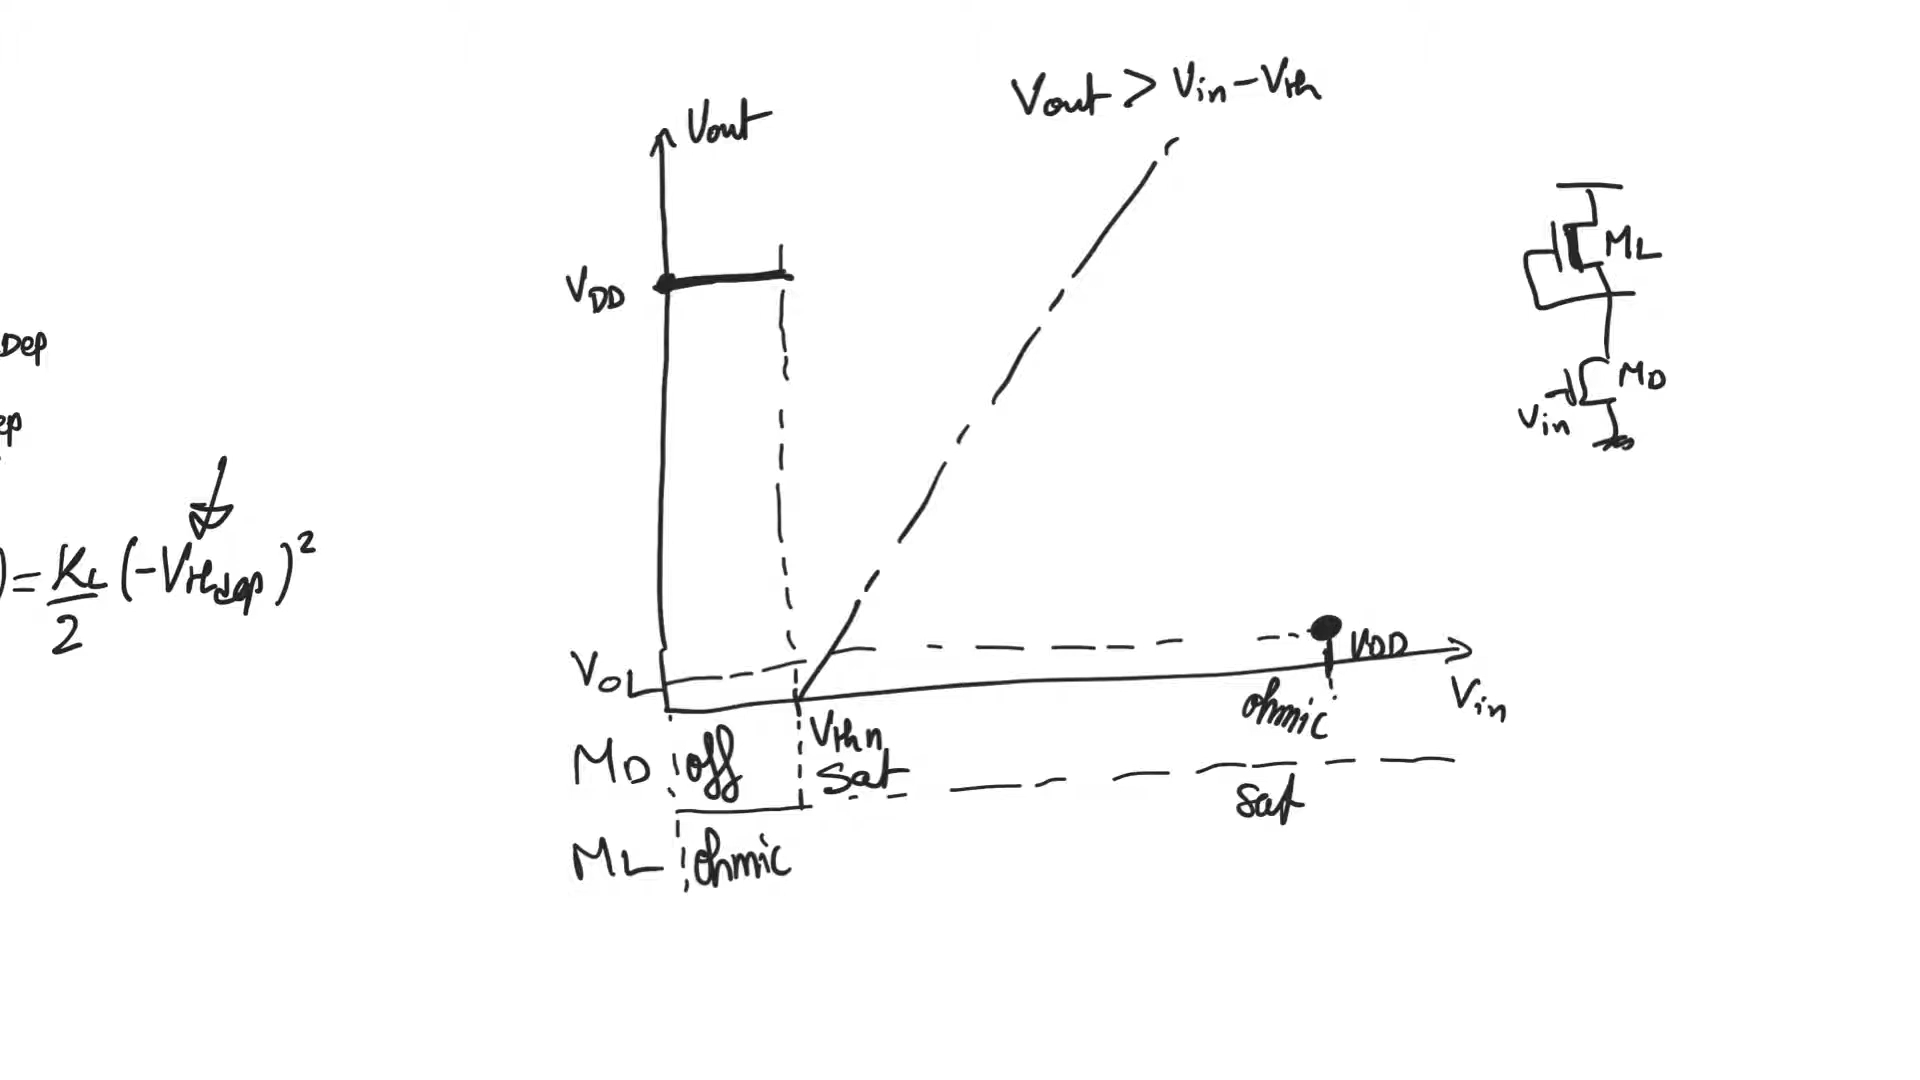 Vout > Vin - Vth
Vout
VDD
ML
Dep
MD
Vin
ep
) = KL/2 (-Vthdep)²
VOL
VDD
Vin
ohmic
Vthn
MD off Sat
sat
ML ohmic